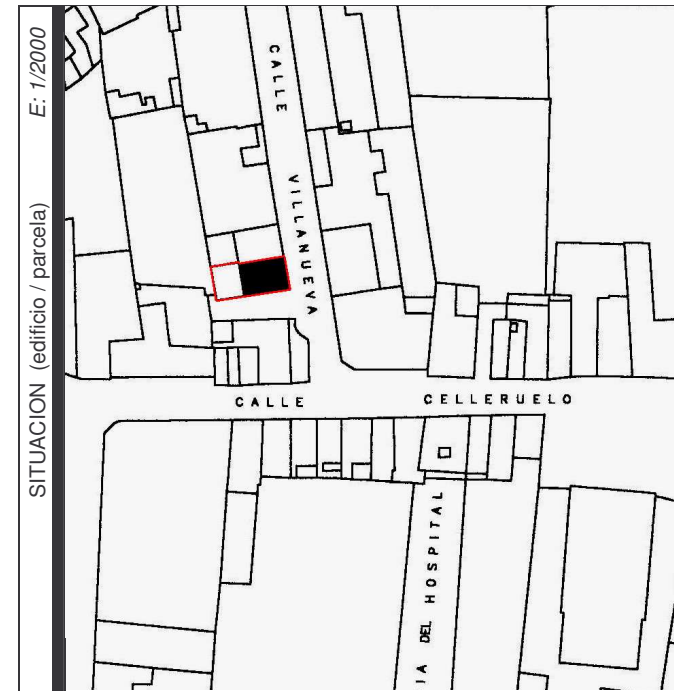 SITUACION (edificio / parcela) E: 1/2000
CALLE VILLANUEVA
CALLE CELLERUELO
IA DEL HOSPITAL